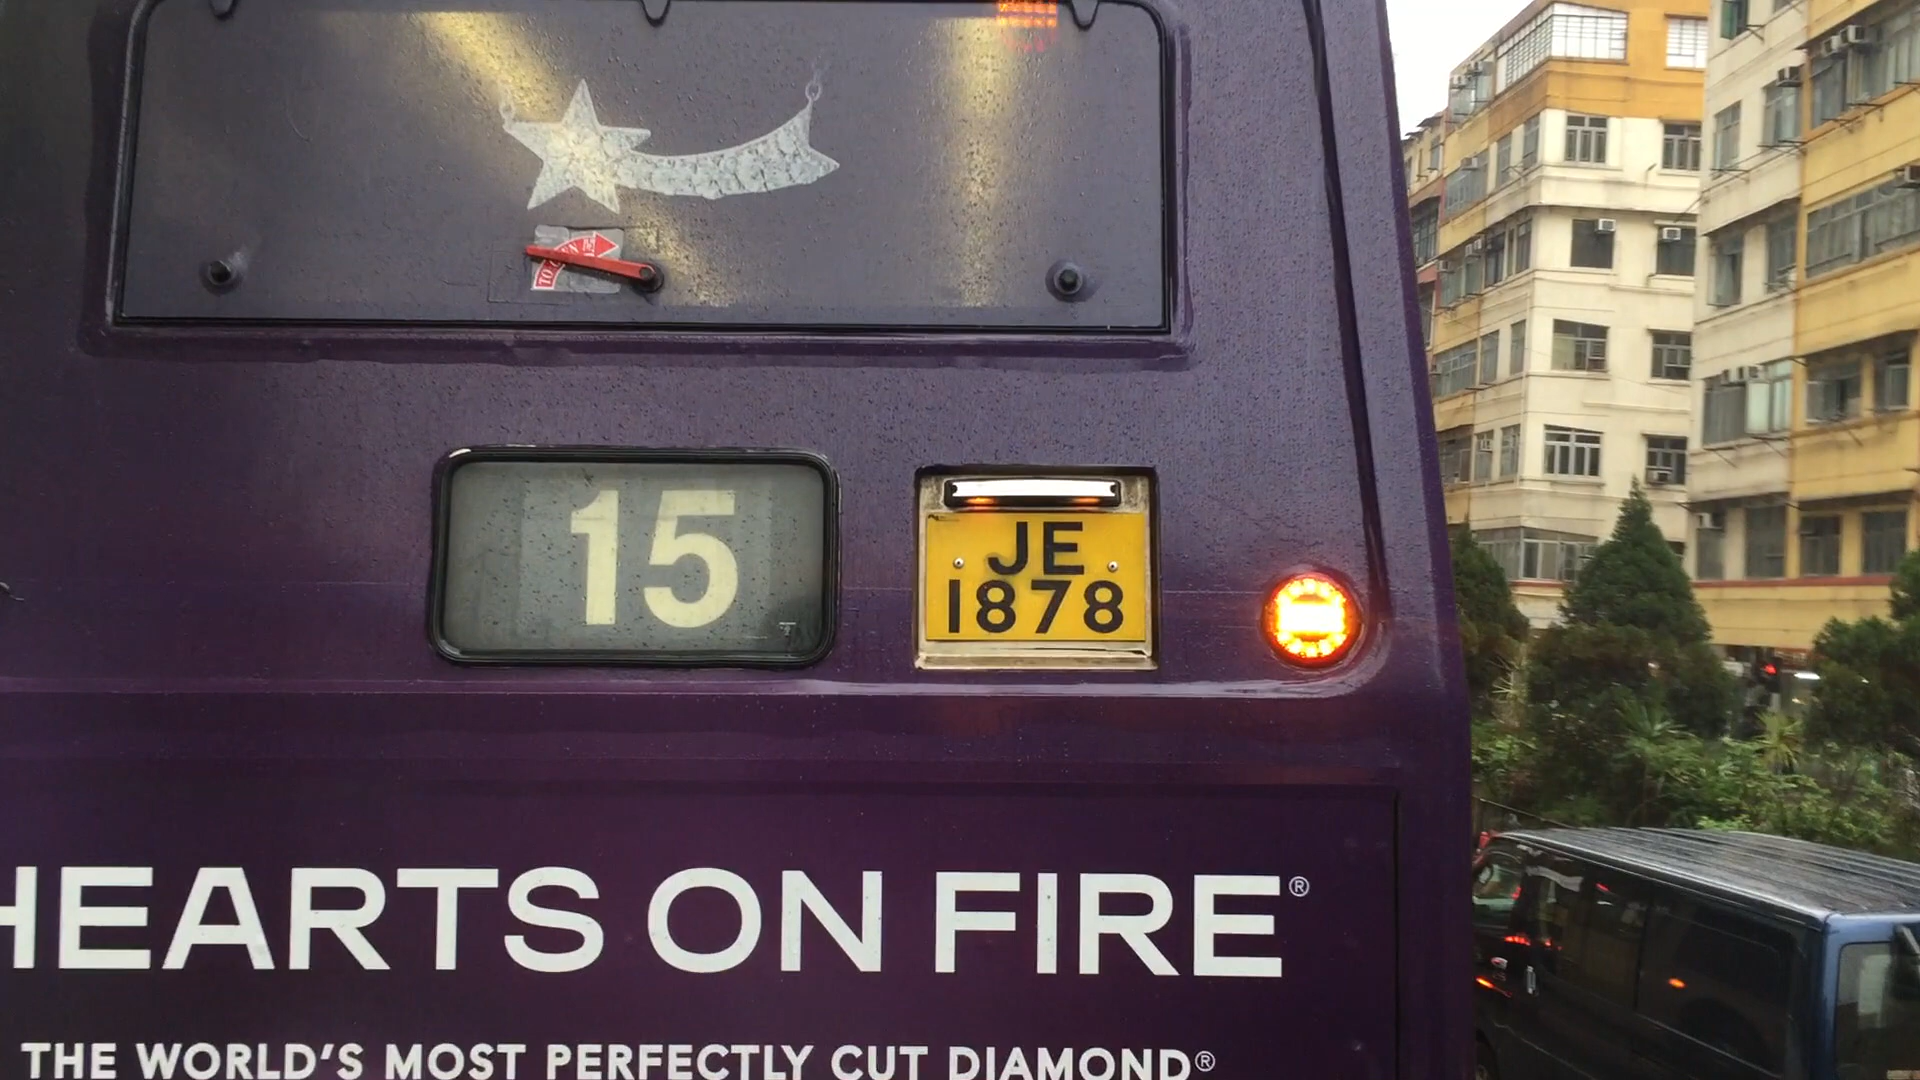 15
JE
1878
HEARTS ON FIRE®
THE WORLD'S MOST PERFECTLY CUT DIAMOND®